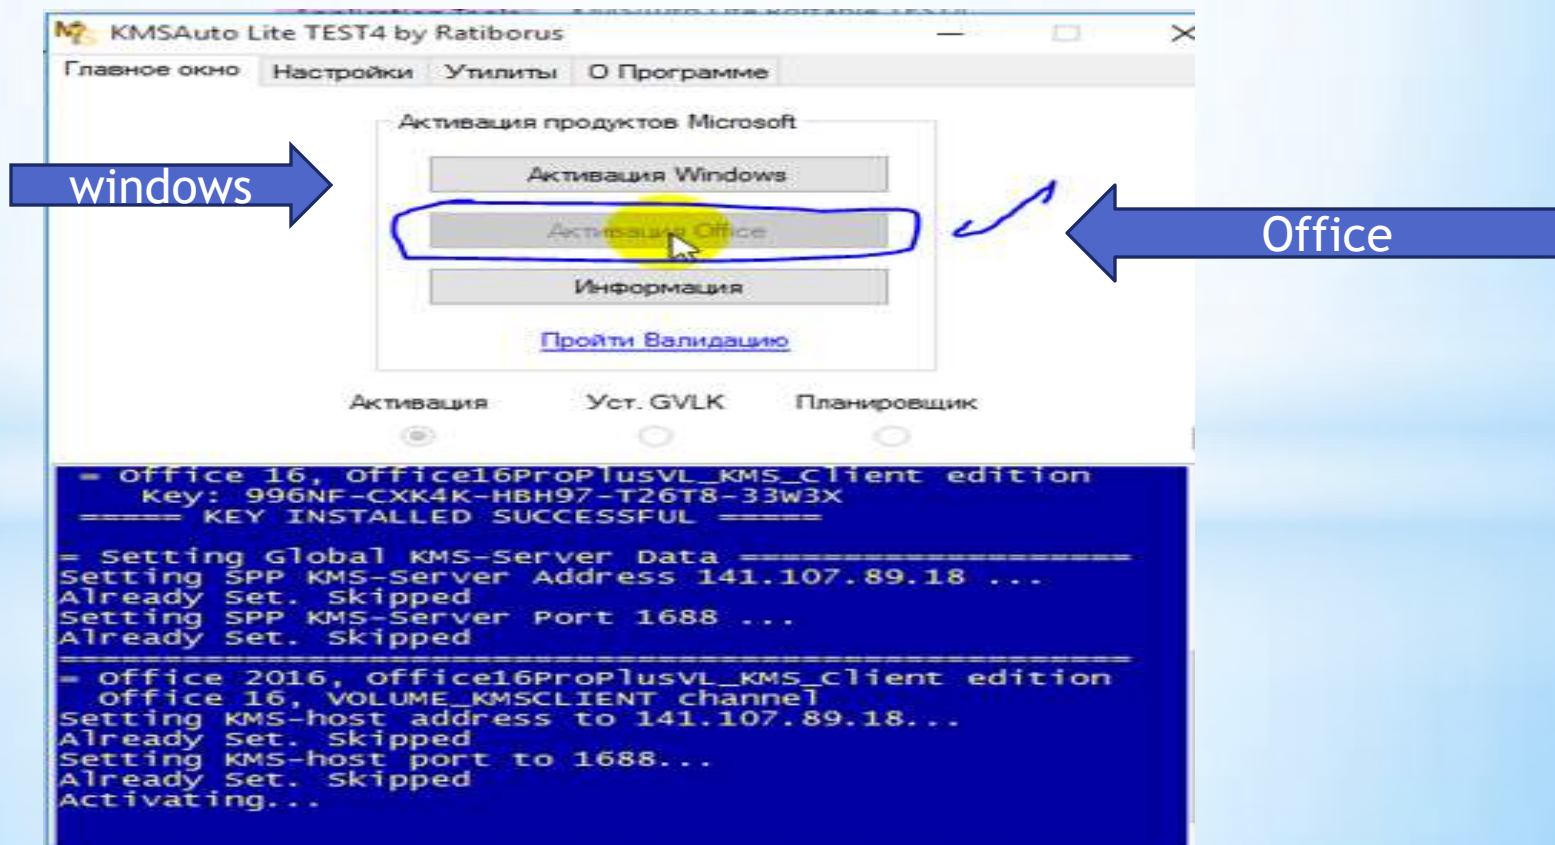 KMSAuto Lite TEST4 by Ratiborus
Главное окно Настройки Утилиты О Программе
Активация продуктов Microsoft
windows
Активация Windows
Активация Office
Office
Информация
Пройти Валидацию
Активация Уст. GVLK Планировщик
= Office 16, Office16ProPlusVL_KMS_Client edition
Key: 996NF-CXK4K-HBH97-T26T8-33W3X
===== KEY INSTALLED SUCCESSFUL =====
= Setting Global KMS-Server Data ===================
Setting SPP KMS-Server Address 141.107.89.18 ...
Already Set. Skipped
Setting SPP KMS-Server Port 1688 ...
Already Set. Skipped
= Office 2016, Office16ProPlusVL_KMS_Client edition
Office 16, VOLUME_KMSCLIENT channel
Setting KMS-host address to 141.107.89.18...
Already Set. Skipped
Setting KMS-host port to 1688...
Already Set. Skipped
Activating...